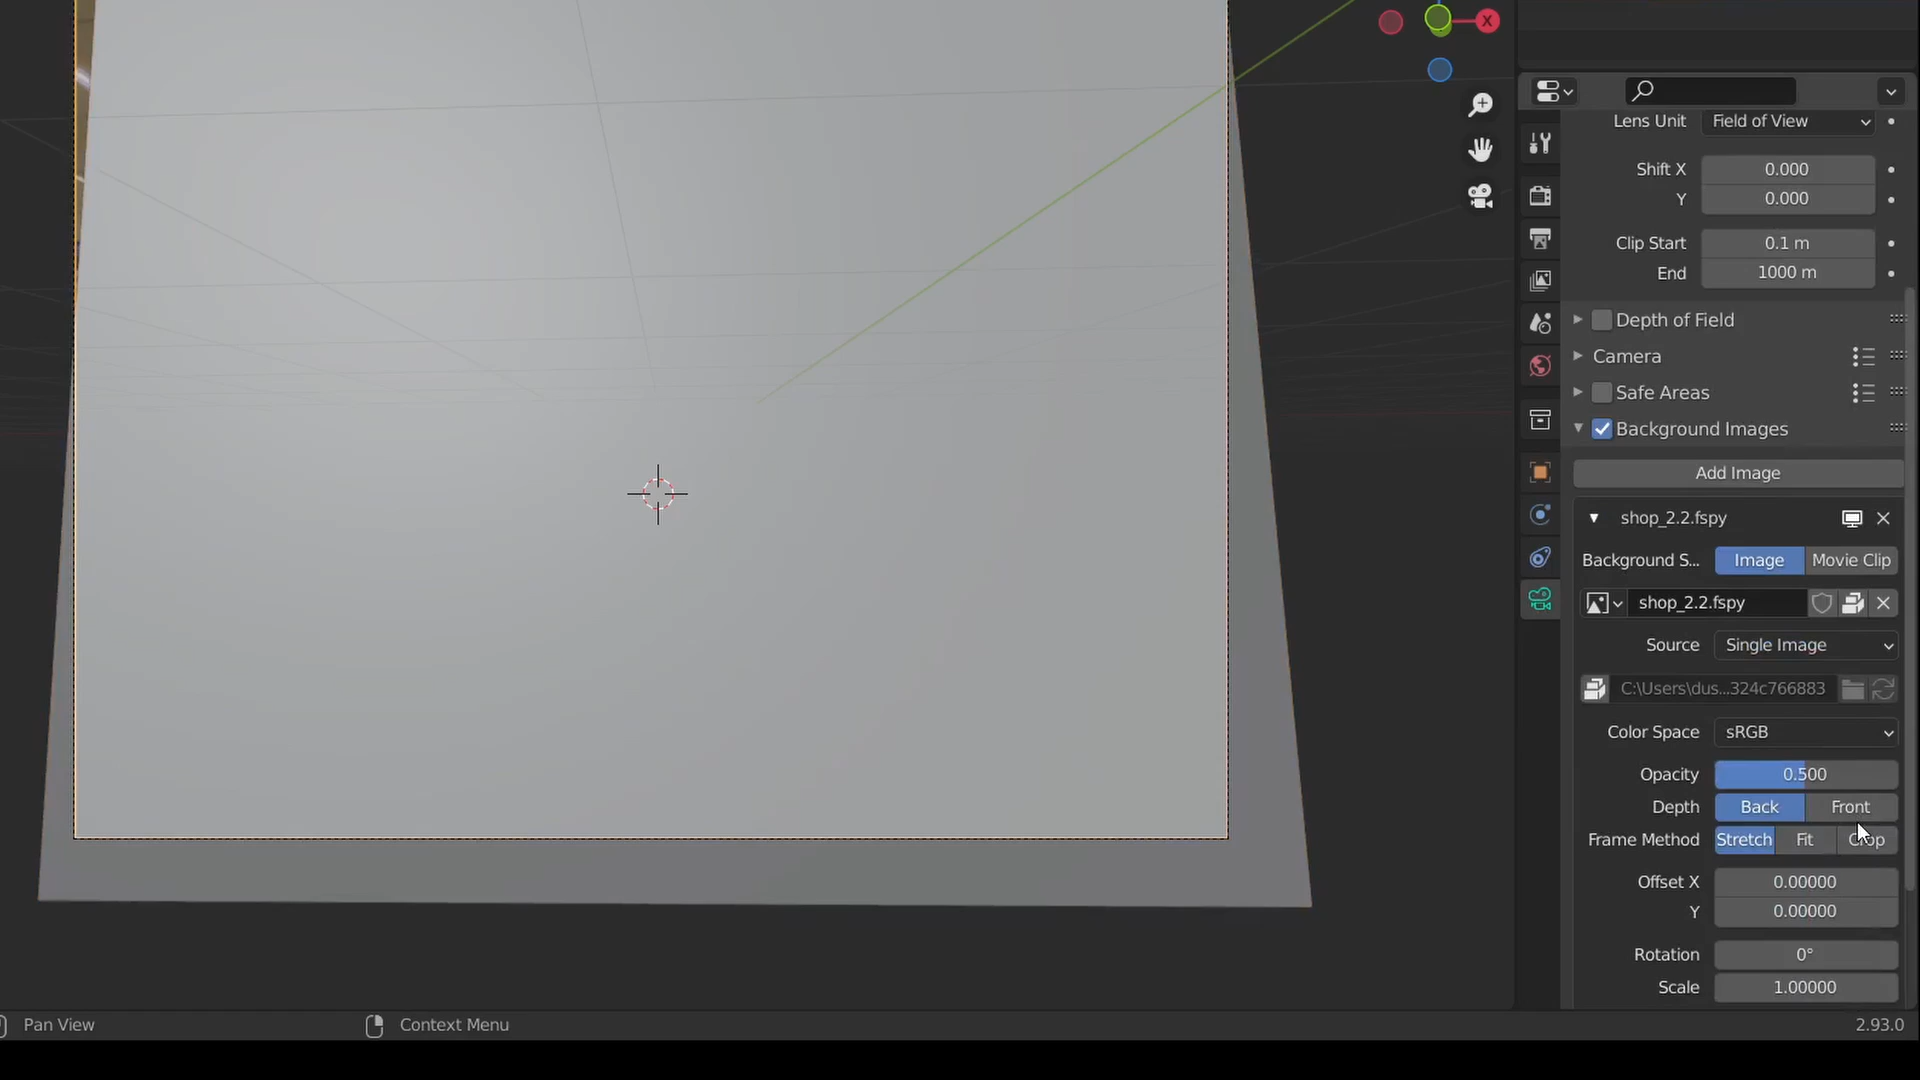 X
Lens Unit Field of View
Shift X 0.000
Y 0.000
Clip Start 0.1 m
End 1000 m
Depth of Field
Camera
Safe Areas
Background Images
Add Image
shop_2.2.fspy
Background S... Image Movie Clip
shop_2.2.fspy
Source Single Image
C:\Users\dus...324c766883
Color Space sRGB
Opacity 0.500
Depth Back Front
Frame Method Stretch Fit Crop
Offset X 0.00000
Y 0.00000
Rotation 0°
Scale 1.00000
Pan View Context Menu 2.93.0